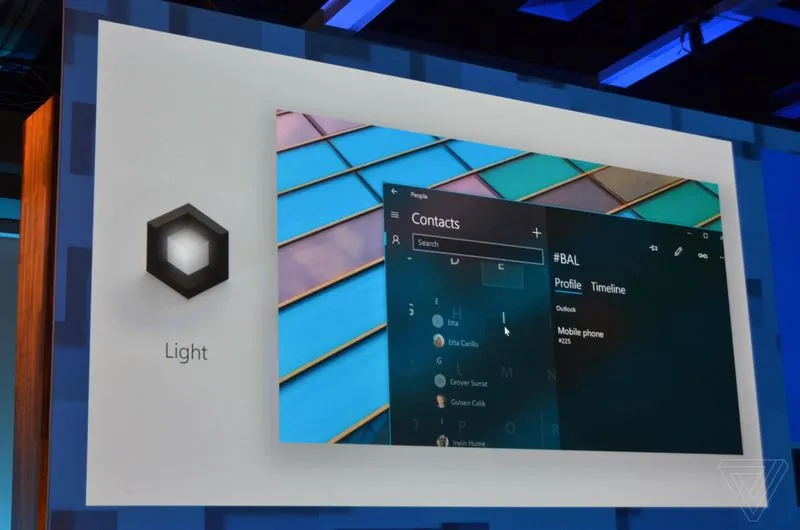 Light
People
Contacts
Search
D E
E
H I
Etta
Etta Carillo
G
L M N
Grover Surrat
Gulsen Celik
I
P Q R
Irwin Hume
#BAL
Profile Timeline
Outlook
Mobile phone
#225